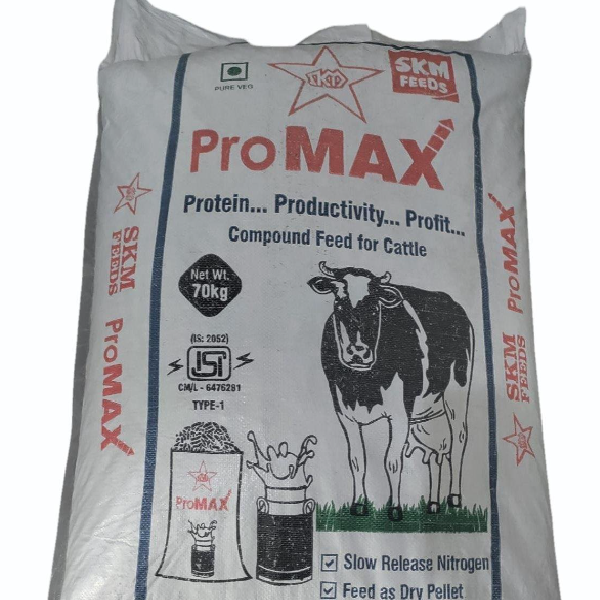 PURE VEG
SKM
FEEDS
ProMAX
Protein... Productivity... Profit...
Compound Feed for Cattle
Net Wt.
70kg
(IS: 2052)
ISI
CM/L - 6476291
TYPE-1
ProMAX
☑ Slow Release Nitrogen
☑ Feed as Dry Pellet
SKM
FEEDS
ProMAX
SKM
FEEDS
ProMAX